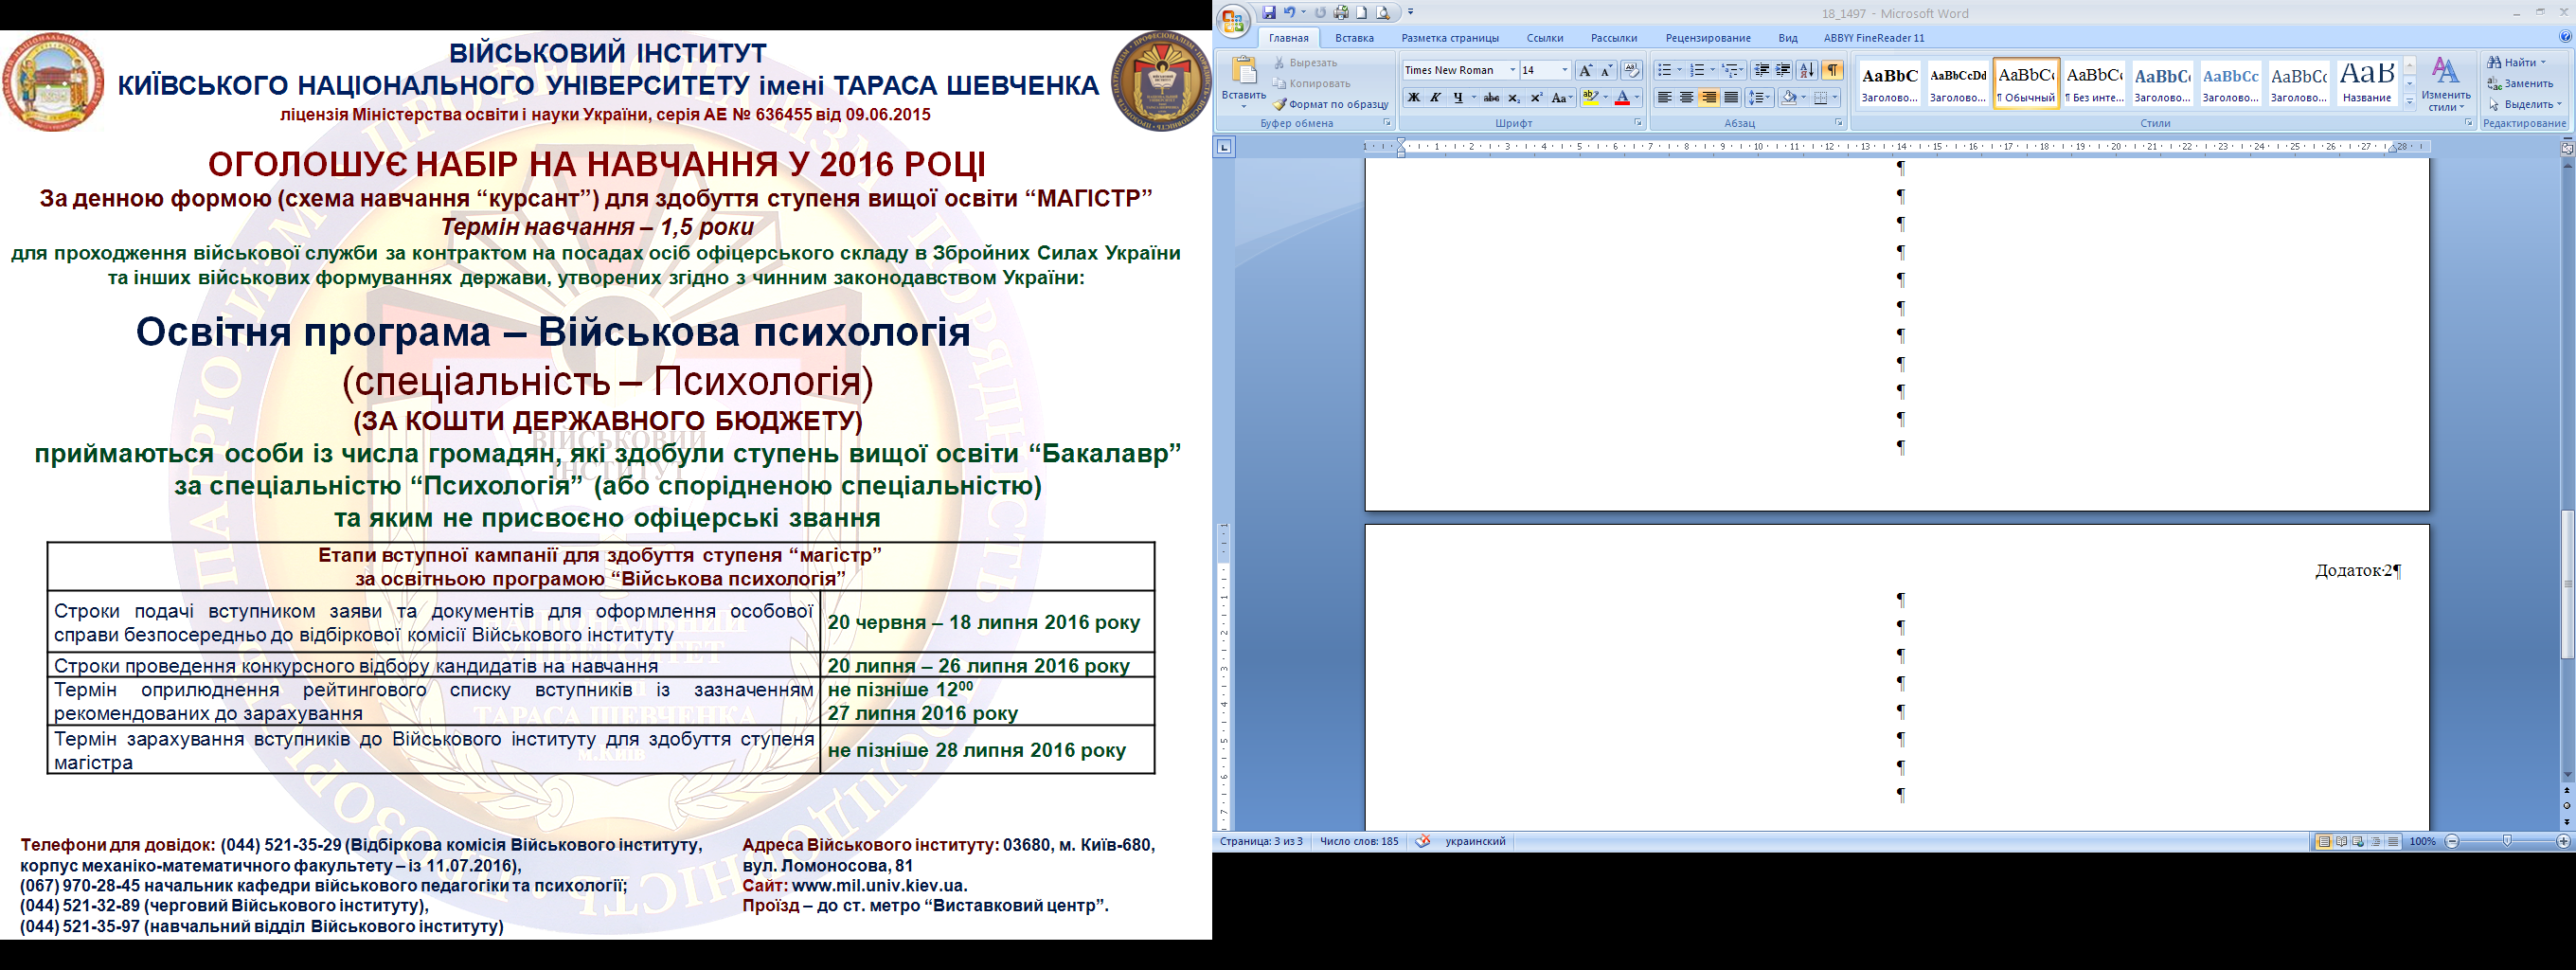 ВІЙСЬКОВИЙ ІНСТИТУТ
КИЇВСЬКОГО НАЦІОНАЛЬНОГО УНІВЕРСИТЕТУ імені ТАРАСА ШЕВЧЕНКА
ліцензія Міністерства освіти і науки України, серія АЕ № 636455 від 09.06.2015
ОГОЛОШУЄ НАБІР НА НАВЧАННЯ У 2016 РОЦІ
За денною формою (схема навчання “курсант”) для здобуття ступеня вищої освіти “МАГІСТР”
Термін навчання – 1,5 роки
для проходження військової служби за контрактом на посадах осіб офіцерського складу в Збройних Силах України
та інших військових формуваннях держави, утворених згідно з чинним законодавством України:
Освітня програма – Військова психологія
(спеціальність – Психологія)
(ЗА КОШТИ ДЕРЖАВНОГО БЮДЖЕТУ)
приймаються особи із числа громадян, які здобули ступень вищої освіти “Бакалавр”
за спеціальністю “Психологія” (або спорідненою спеціальністю)
та яким не присвоєно офіцерські звання
Етапи вступної кампанії для здобуття ступеня “магістр”
за освітньою програмою “Військова психологія”
Строки подачі вступником заяви та документів для оформлення особової
справи безпосередньо до відбіркової комісії Військового інституту
20 червня – 18 липня 2016 року
Строки проведення конкурсного відбору кандидатів на навчання
20 липня – 26 липня 2016 року
Термін оприлюднення рейтингового списку вступників із зазначенням
рекомендованих до зарахування
не пізніше 12⁰⁰
27 липня 2016 року
Термін зарахування вступників до Військового інституту для здобуття ступеня
магістра
не пізніше 28 липня 2016 року
Телефони для довідок: (044) 521-35-29 (Відбіркова комісія Військового інституту,
корпус механіко-математичного факультету – із 11.07.2016),
(067) 970-28-45 начальник кафедри військового педагогіки та психології;
(044) 521-32-89 (черговий Військового інституту),
(044) 521-35-97 (навчальний відділ Військового інституту)
Адреса Військового інституту: 03680, м. Київ-680,
вул. Ломоносова, 81
Сайт: www.mil.univ.kiev.ua.
Проїзд – до ст. метро “Виставковий центр”.
18_1497 - Microsoft Word
Главная Вставка Разметка страницы Ссылки Рассылки Рецензирование Вид ABBYY FineReader 11
Вставить
Вырезать
Копировать
Формат по образцу
Буфер обмена
Times New Roman 14
Шрифт
Абзац
Заголово... Заголово... ¶ Обычный ¶ Без инте... Заголово... Заголово... Заголово... Название
Изменить стили
Стили
Найти
Заменить
Выделить
Редактирование
Додаток·2¶
Страница: 3 из 3 Число слов: 185 украинский 100%